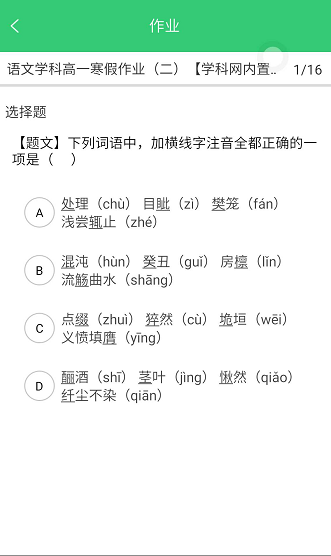 作业
语文学科高一寒假作业（二）【学科网内置.. 1/16
选择题
【题文】下列词语中，加横线字注音全都正确的一
项是（ ）
A 处理（chù） 目眦（zì） 樊笼（fán）
浅尝辄止（zhé）
B 混沌（hùn） 癸丑（guǐ） 房檩（lǐn）
流觞曲水（shāng）
C 点缀（zhuì） 猝然（cù） 垝垣（wēi）
义愤填膺（yīng）
D 酾酒（shī） 茎叶（jìng） 愀然（qiǎo）
纤尘不染（qiān）